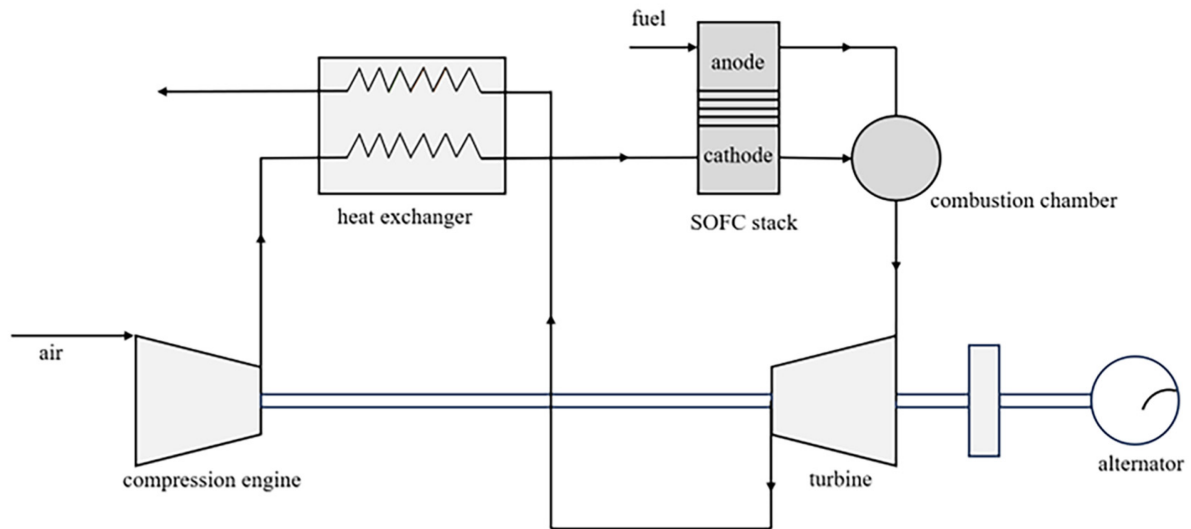 fuel
anode
cathode
heat exchanger
SOFC stack
combustion chamber
air
compression engine
turbine
alternator